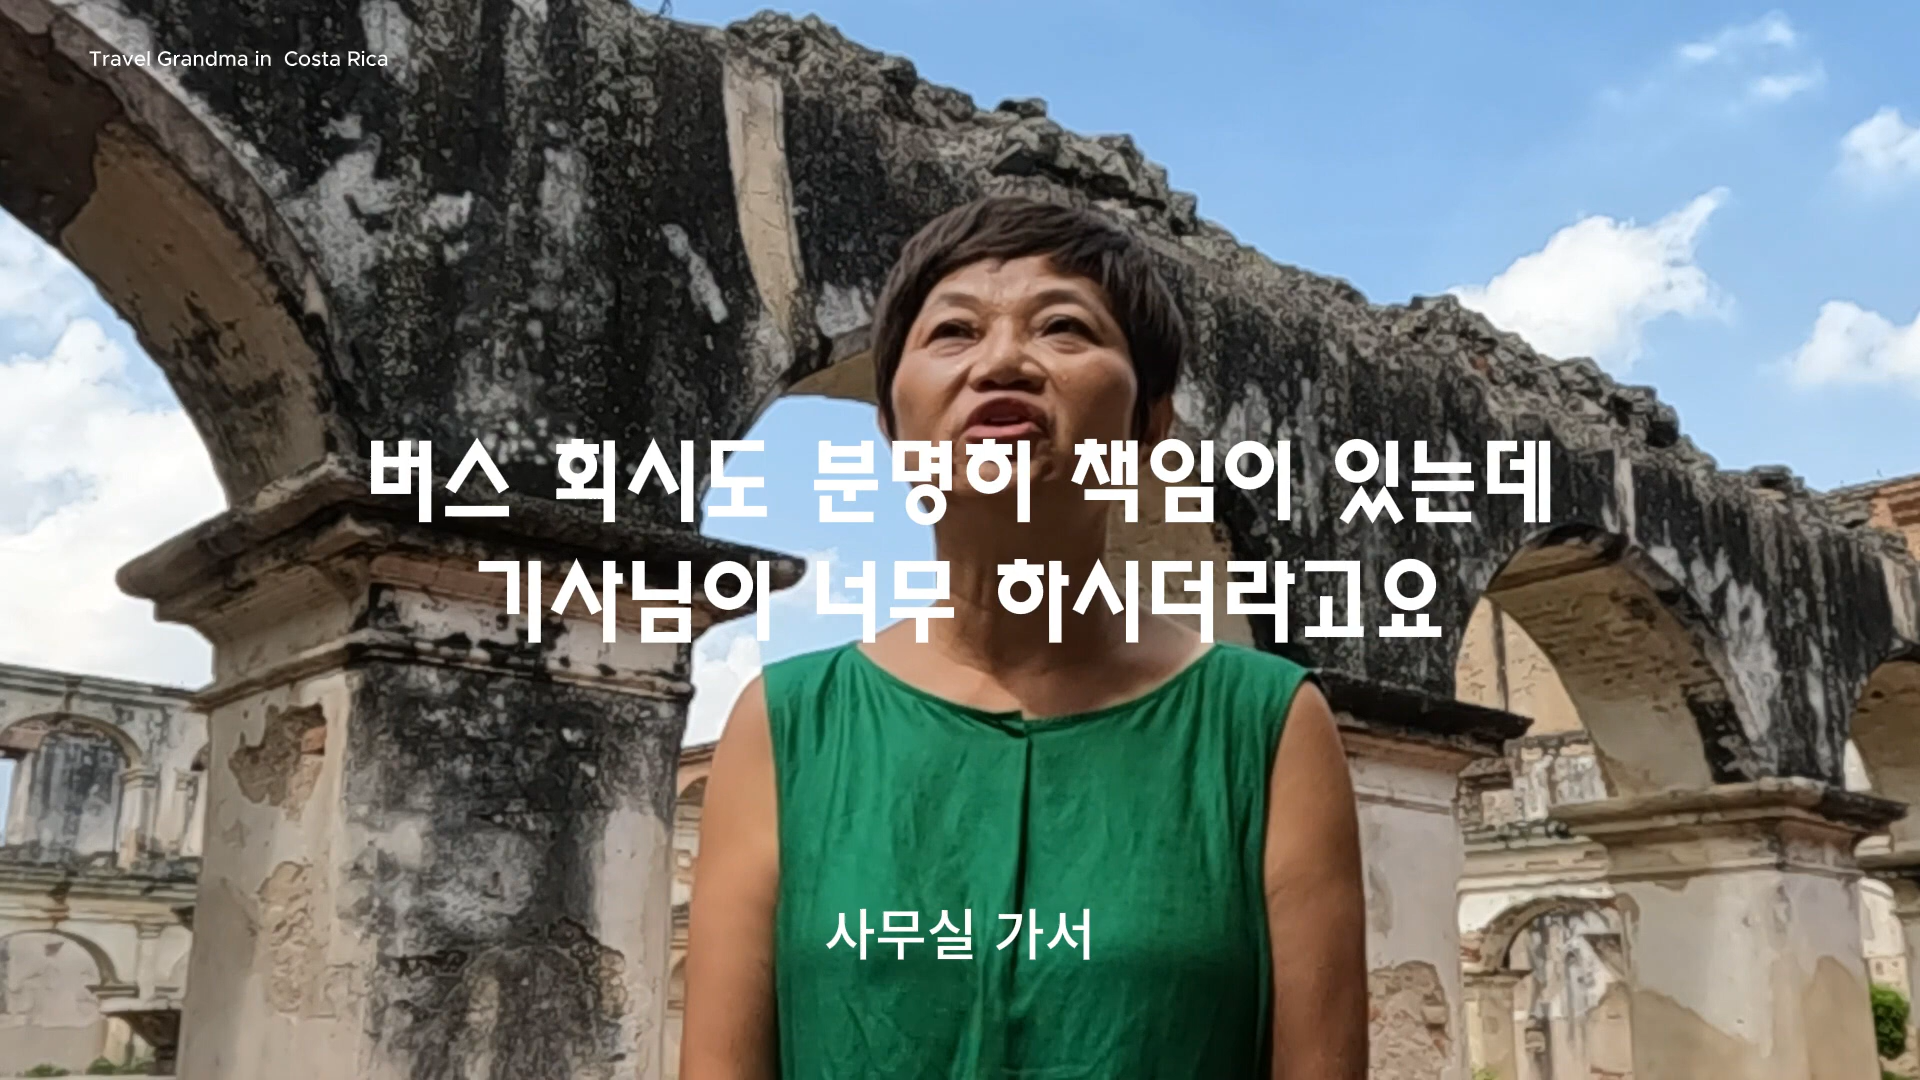 Travel Grandma in  Costa Rica
버스 회시도 분명히 책임이 있는데
기사님이 너무 하시더라고요
사무실 가서